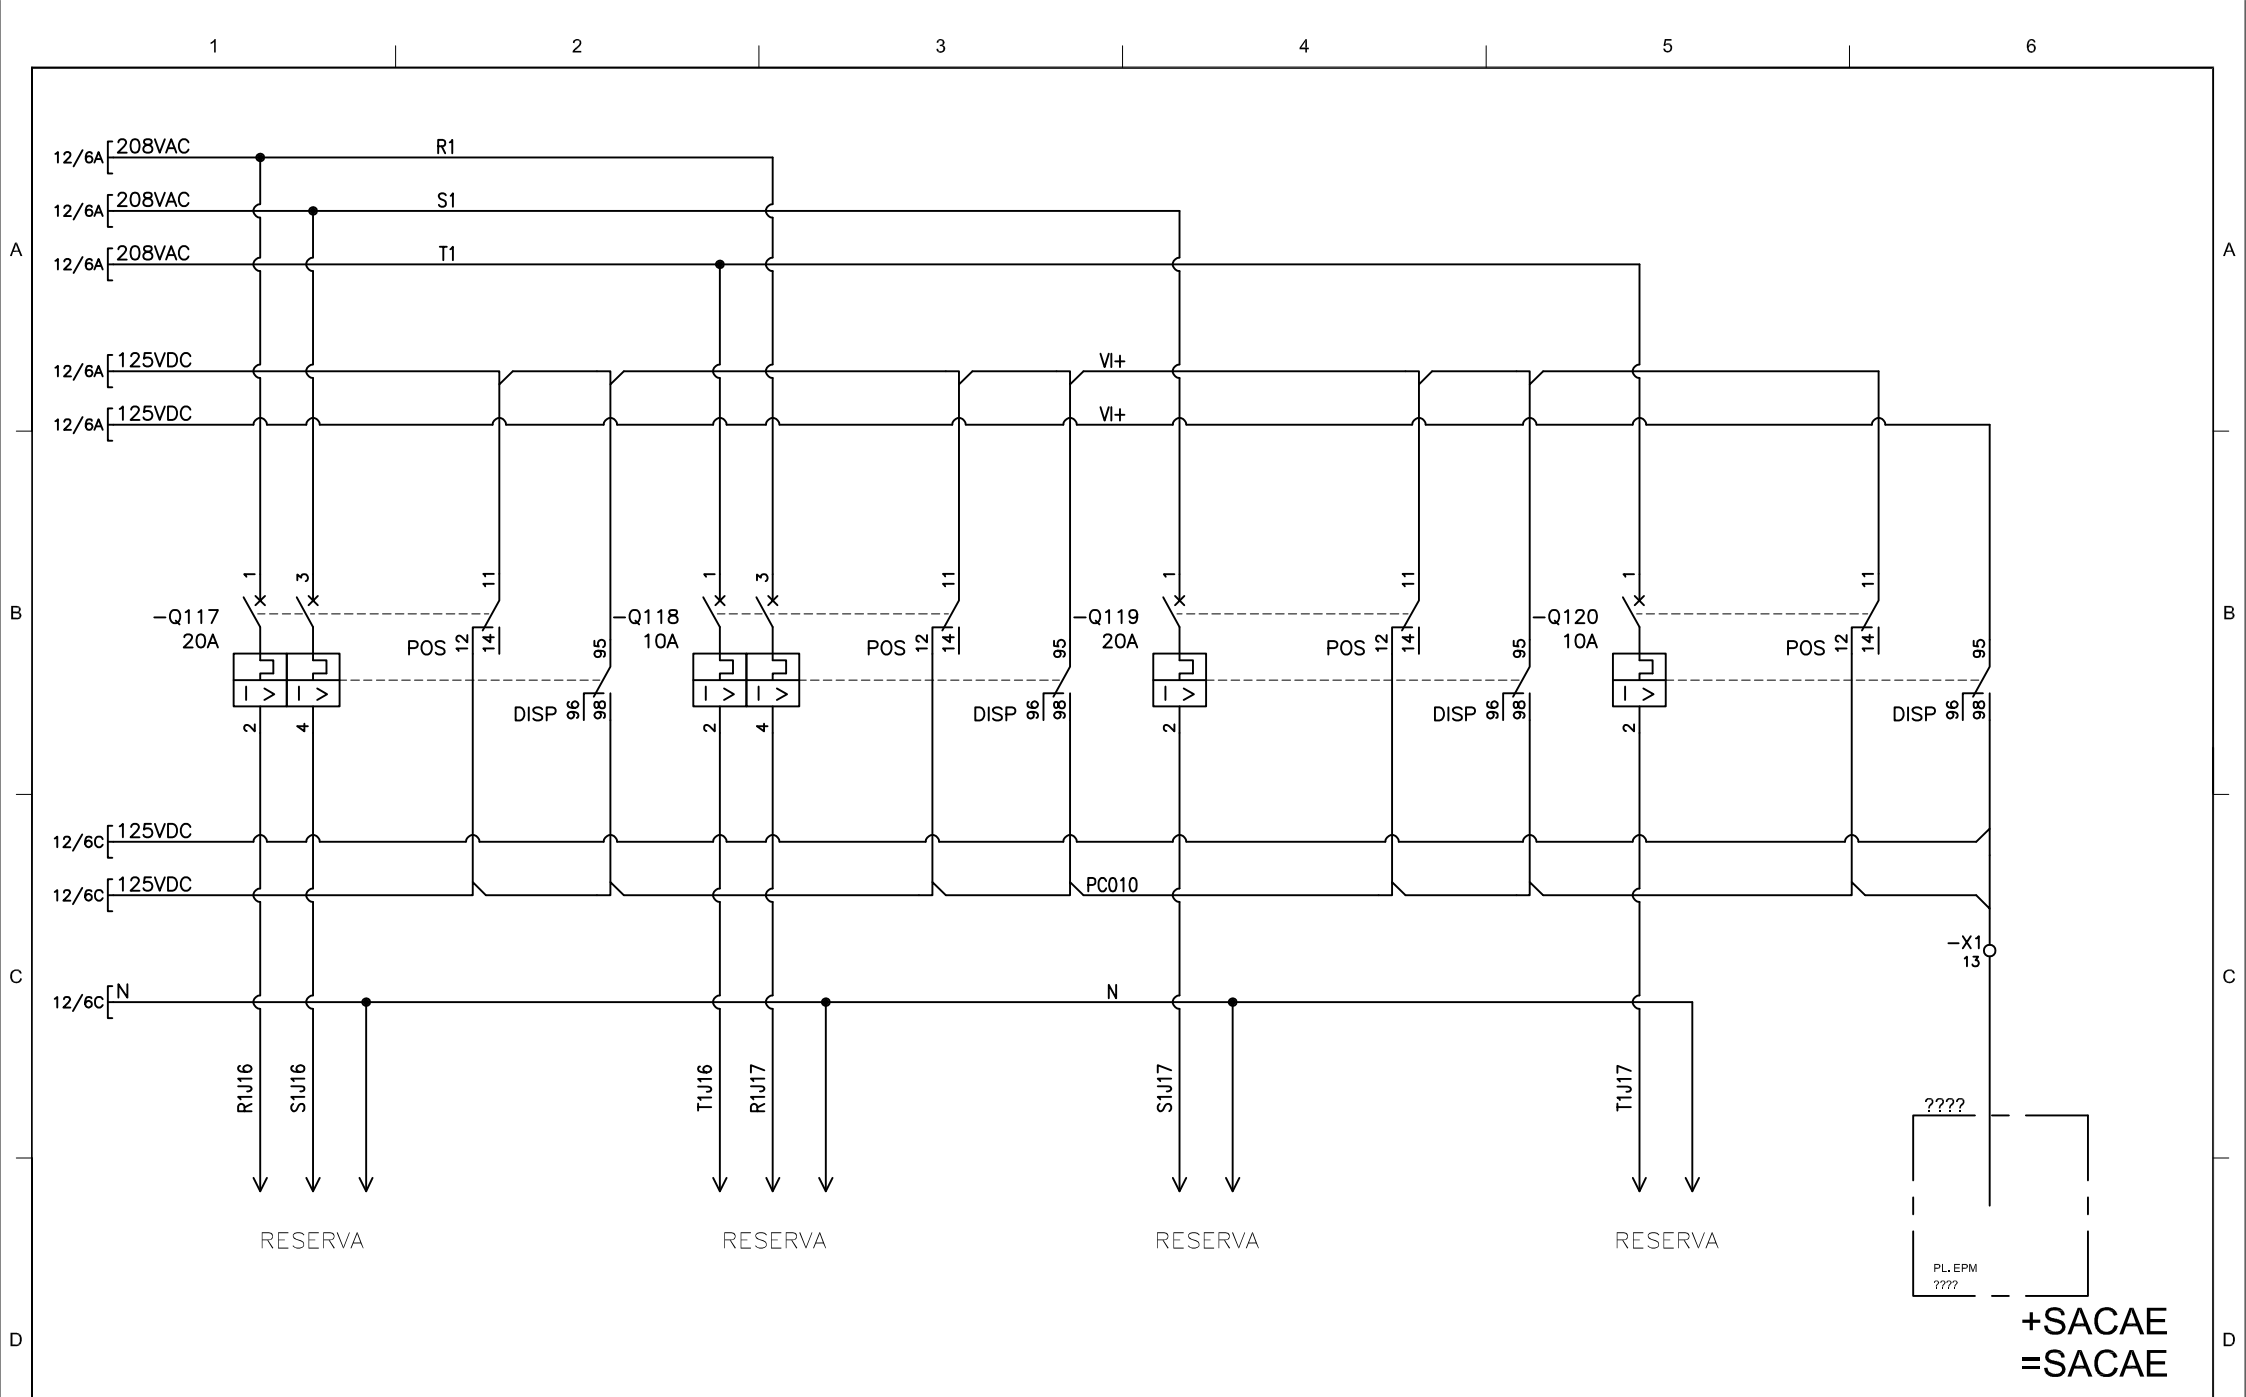 1 2 3 4 5 6
12/6A 208VAC R1
12/6A 208VAC S1
A A
12/6A 208VAC T1
12/6A 125VDC VI+
12/6A 125VDC VI+
1 3 11 1 3 11 1 11 1 11
B -Q117 -Q118 -Q119 -Q120 B
20A POS 12 14 95 10A POS 12 14 95 20A POS 12 14 95 10A POS 12 14 95
I > I > I > I > I > I >
2 4 DISP 96 98 2 4 DISP 96 98 2 DISP 96 98 2 DISP 96 98
12/6C 125VDC
12/6C 125VDC PC010
-X1
13
C C
12/6C N N
R1J16 S1J16 T1J16 R1J17 S1J17 T1J17
????
RESERVA RESERVA RESERVA RESERVA
PL. EPM
????
+SACAE
D D
=SACAE